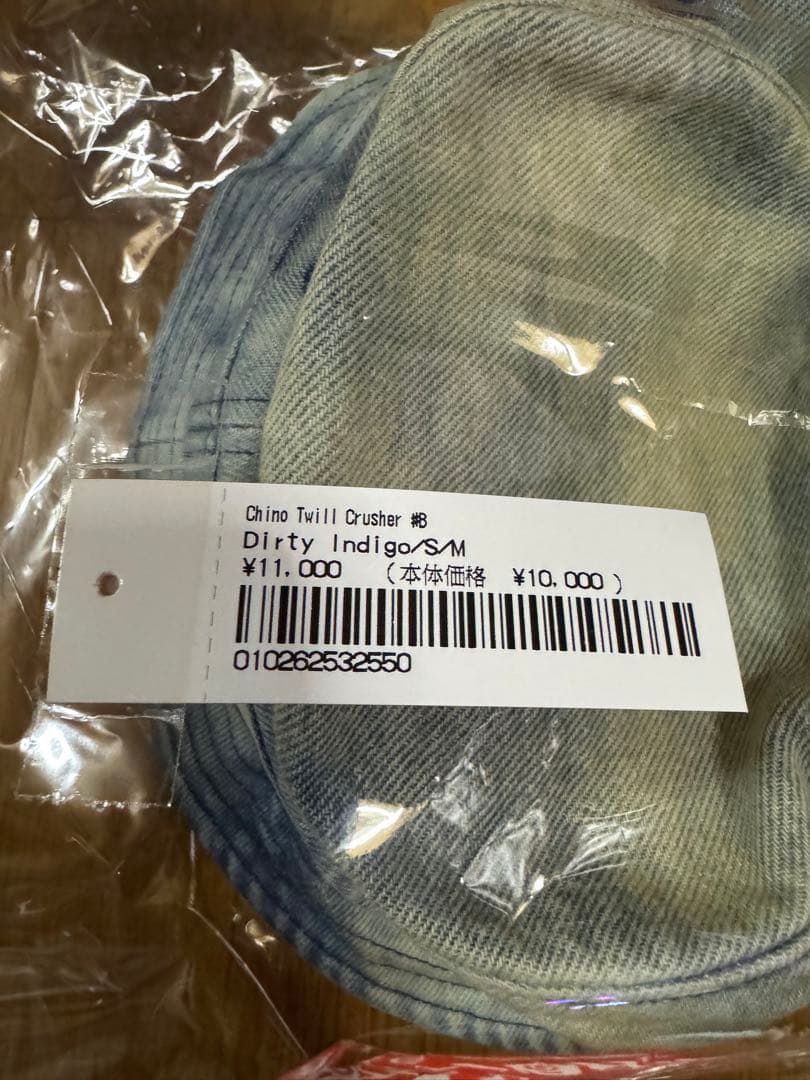 Chino Twill Crusher #B
Dirty Indigo/S/M
¥11,000 (本体価格 ¥10,000)
010262532550